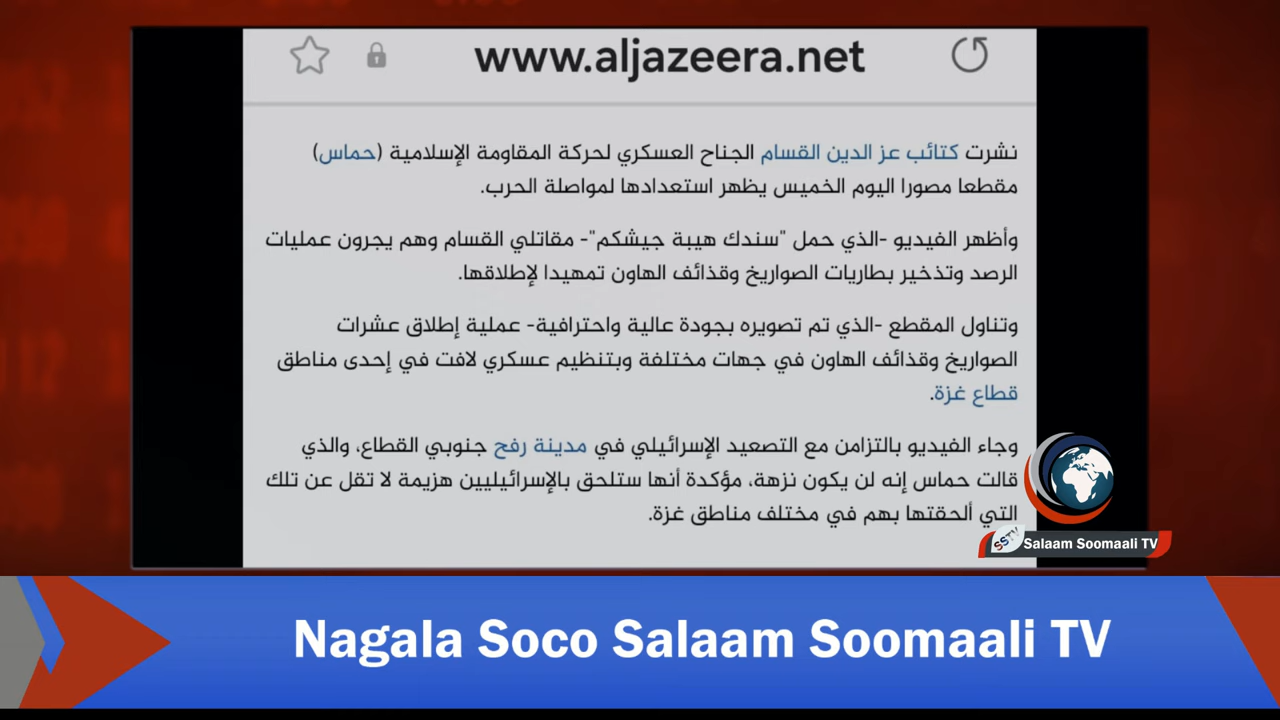 www.aljazeera.net
نشرت كتائب عز الدين القسام الجناح العسكري لحركة المقاومة الإسلامية (حماس)
مقطعا مصورا اليوم الخميس يظهر استعدادها لمواصلة الحرب.
وأظهر الفيديو -الذي حمل "سندك هيبة جيشكم"- مقاتلي القسام وهم يجرون عمليات
الرصد وتذخير بطاريات الصواريخ وقذائف الهاون تمهيدا لإطلاقها.
وتناول المقطع -الذي تم تصويره بجودة عالية واحترافية- عملية إطلاق عشرات
الصواريخ وقذائف الهاون في جهات مختلفة وبتنظيم عسكري لافت في إحدى مناطق
قطاع غزة.
وجاء الفيديو بالتزامن مع التصعيد الإسرائيلي في مدينة رفح جنوبي القطاع، والذي
قالت حماس إنه لن يكون نزهة، مؤكدة أنها ستلحق بالإسرائيليين هزيمة لا تقل عن تلك
التي ألحقتها بهم في مختلف مناطق غزة.
SSTV Salaam Soomaali TV
Nagala Soco Salaam Soomaali TV